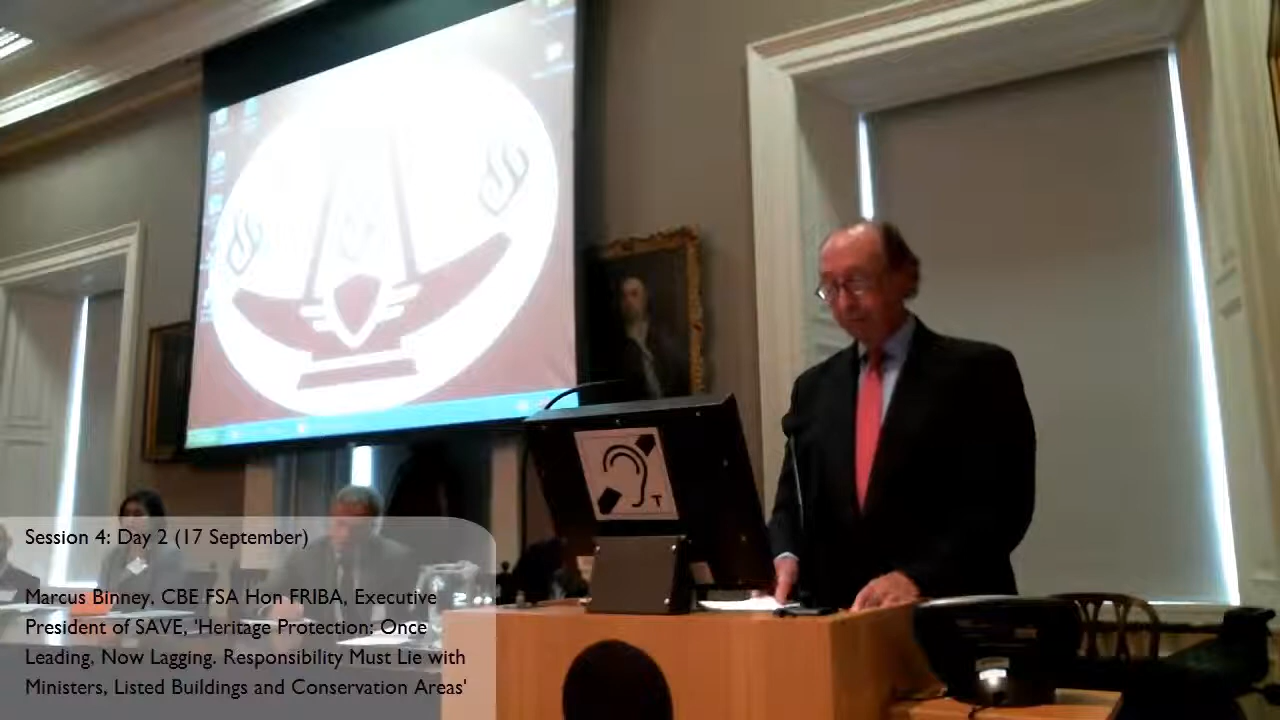 Session 4: Day 2 (17 September)
Marcus Binney, CBE FSA Hon FRIBA, Executive
President of SAVE, 'Heritage Protection: Once
Leading, Now Lagging. Responsibility Must Lie with
Ministers, Listed Buildings and Conservation Areas'
T